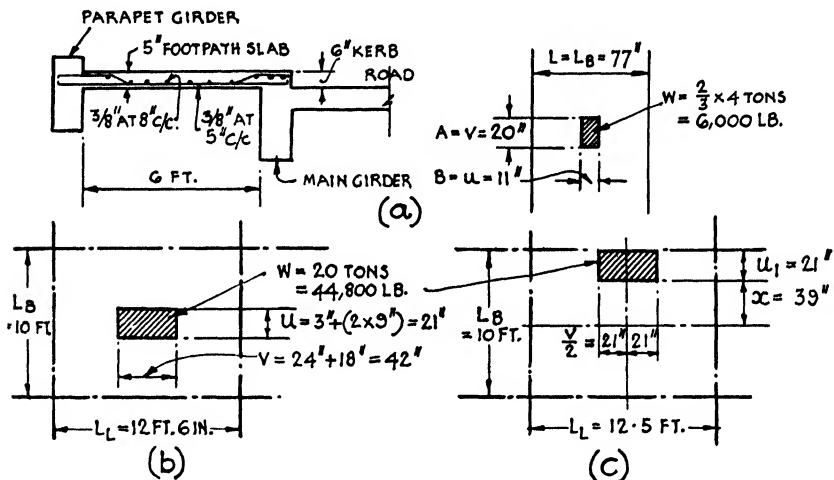 PARAPET GIRDER
5" FOOTPATH SLAB
6" KERB
ROAD
3/8" AT 8" C/C.
3/8" AT
5" C/C
6 FT.
MAIN GIRDER
(a)
L = LB = 77"
W = 2/3 × 4 TONS
= 6,000 LB.
A = V = 20"
B = U = 11"
LB
= 10 FT.
W = 20 TONS
= 44,800 LB.
U = 3" + (2 × 9") = 21"
V = 24" + 18" = 42"
LL = 12 FT. 6 IN.
(b)
LB
= 10 FT.
U1 = 21"
x = 39"
V/2 = 21" 21"
LL = 12·5 FT.
(c)